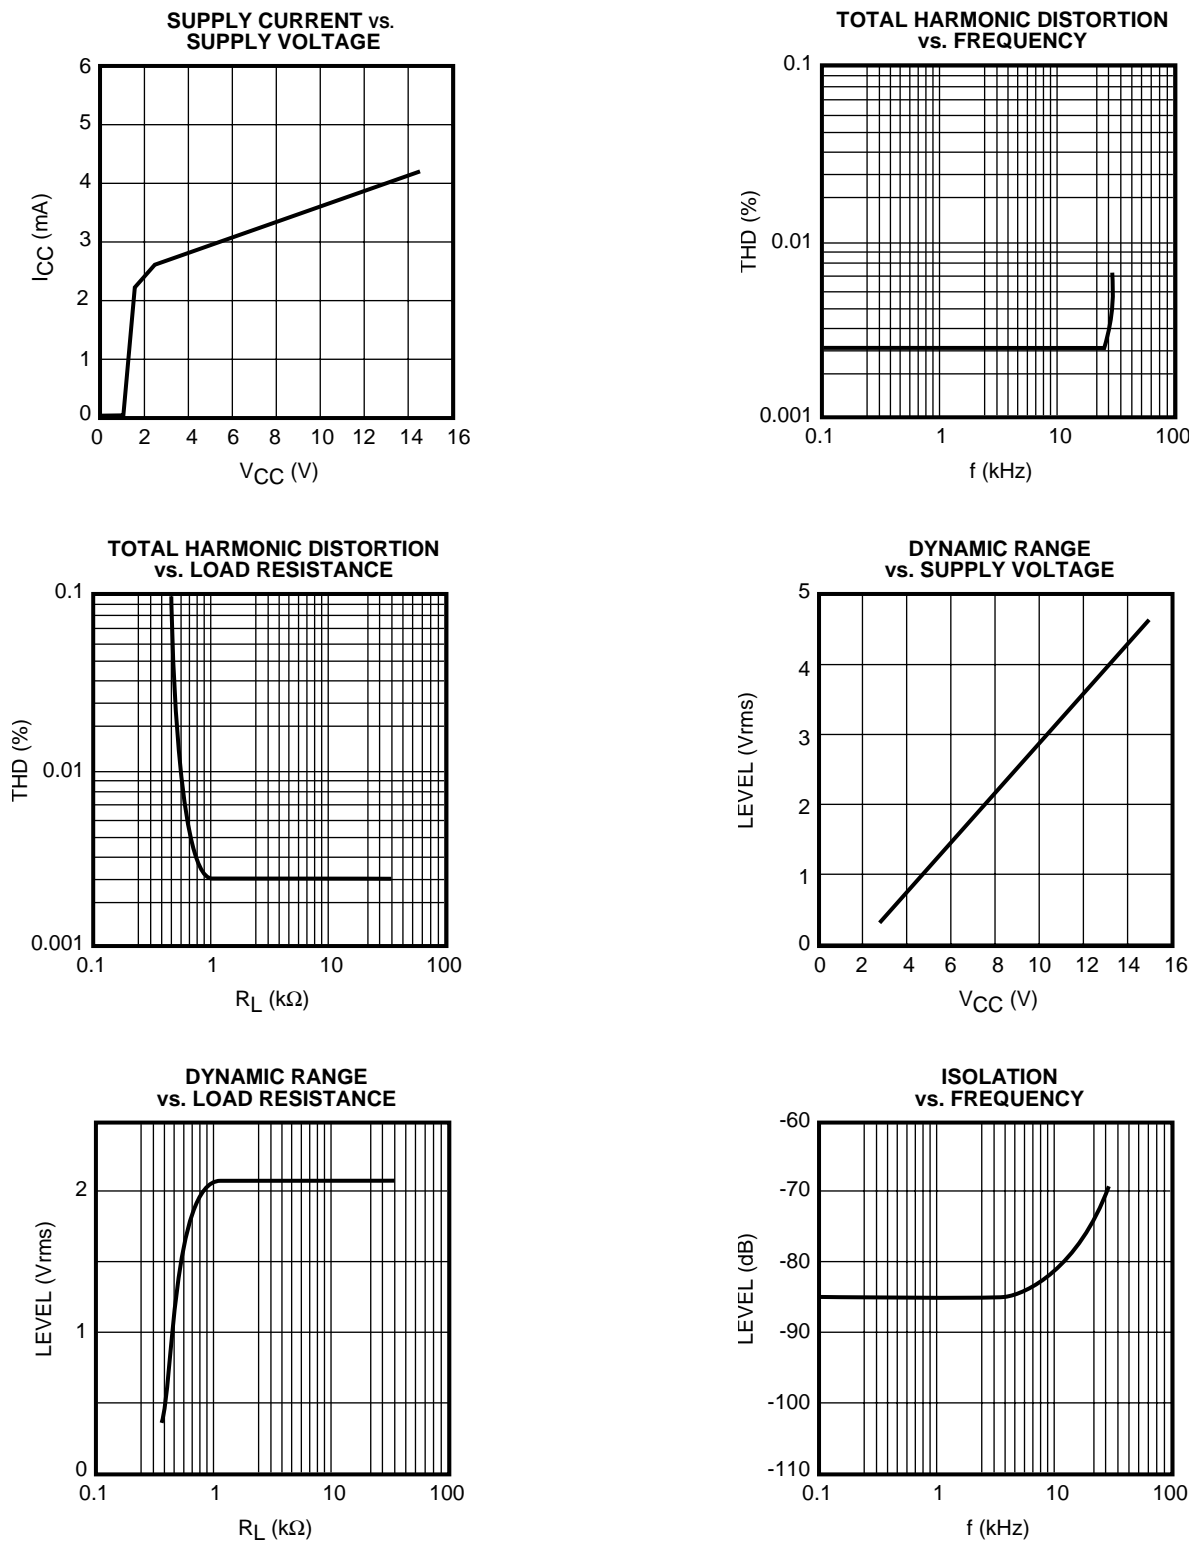 SUPPLY CURRENT vs.
SUPPLY VOLTAGE
6
5
4
3
2
1
0
ICC (mA)
0 2 4 6 8 10 12 14 16
VCC (V)
TOTAL HARMONIC DISTORTION
vs. FREQUENCY
0.1
0.01
0.001
THD (%)
0.1 1 10 100
f (kHz)
TOTAL HARMONIC DISTORTION
vs. LOAD RESISTANCE
0.1
0.01
0.001
THD (%)
0.1 1 10 100
RL (kΩ)
DYNAMIC RANGE
vs. SUPPLY VOLTAGE
5
4
3
2
1
0
LEVEL (Vrms)
0 2 4 6 8 10 12 14 16
VCC (V)
DYNAMIC RANGE
vs. LOAD RESISTANCE
2
1
0
LEVEL (Vrms)
0.1 1 10 100
RL (kΩ)
ISOLATION
vs. FREQUENCY
-60
-70
-80
-90
-100
-110
LEVEL (dB)
0.1 1 10 100
f (kHz)